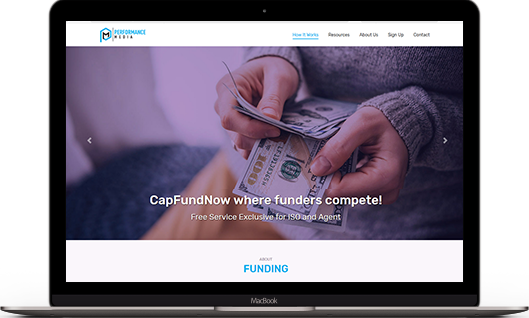 PERFORMANCE
MEDIA
How It Works
Resources
About Us
Sign Up
Contact
CapFundNow where funders compete!
Free Service Exclusive for ISO and Agent
ABOUT
FUNDING
MacBook